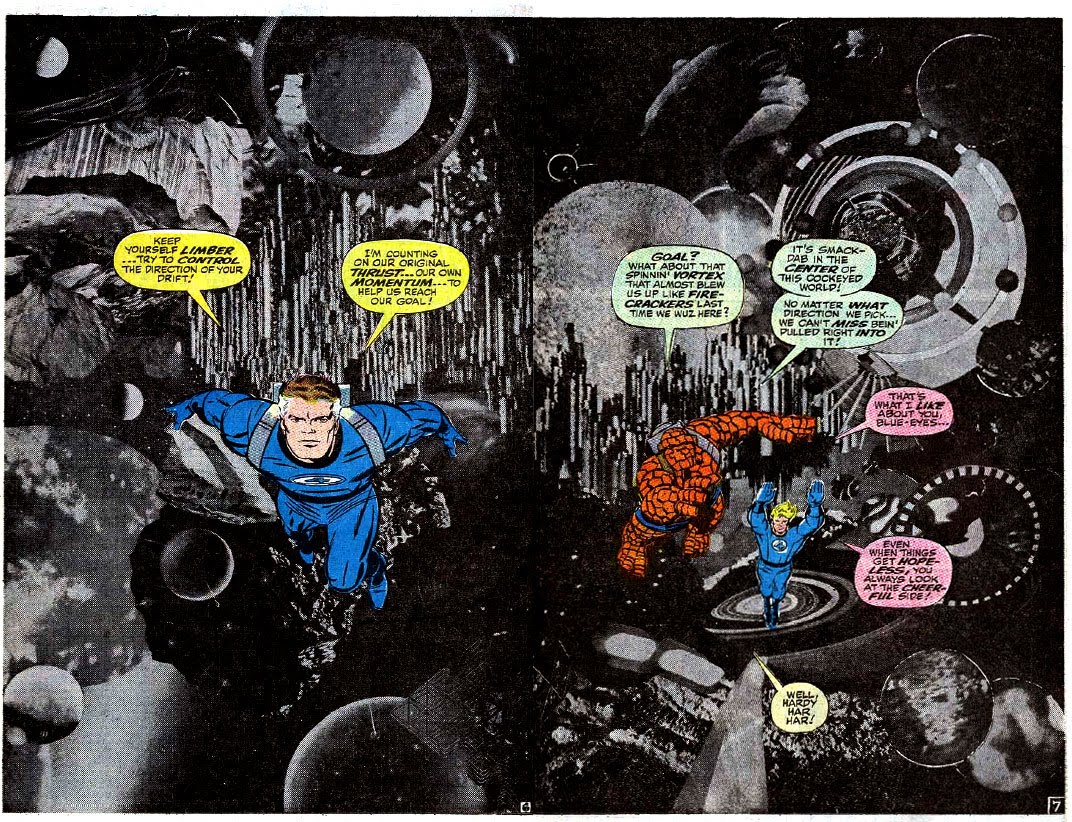 KEEP
YOURSELF LIMBER
...TRY TO CONTROL
THE DIRECTION OF YOUR
DRIFT!
I'M COUNTING
ON OUR ORIGINAL
THRUST...OUR OWN
MOMENTUM...TO
HELP US REACH
OUR GOAL!
GOAL?
WHAT ABOUT THAT
SPINNIN' VORTEX
THAT ALMOST BLEW
US UP LIKE FIRE-
CRACKERS LAST
TIME WE WUZ HERE?
IT'S SMACK-
DAB IN THE
CENTER OF
THIS COCKEYED
WORLD!
NO MATTER WHAT
DIRECTION WE PICK...
WE CAN'T MISS BEIN'
PULLED RIGHT INTO
IT!
THAT'S
WHAT I LIKE
ABOUT YOU,
BLUE-EYES...
EVEN
WHEN THINGS
GET HOPE-
LESS, YOU
ALWAYS LOOK
AT THE CHEER-
FUL SIDE!
WELL,
HARDY
HAR
HAR!
4
4
6
7